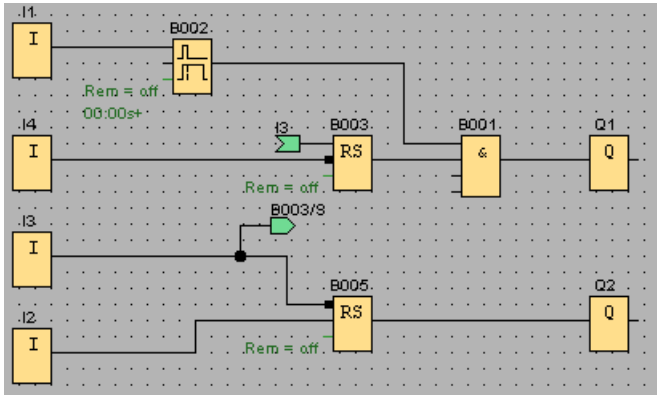 I1
I
B002
Rem = off
00:00s+
I4
I
I3
B003
RS
Rem = off
B001
&
Q1
Q
I3
I
B003/S
B005
RS
Rem = off
Q2
Q
I2
I